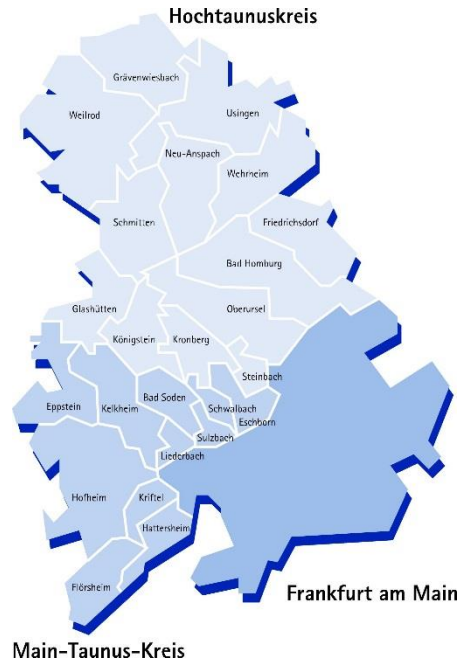 Hochtaunuskreis
Grävenwiesbach
Weilrod
Usingen
Neu-Anspach
Wehrheim
Schmitten
Friedrichsdorf
Bad Homburg
Glashütten
Oberursel
Königstein
Kronberg
Steinbach
Bad Soden
Eppstein
Kelkheim
Schwalbach
Eschborn
Sulzbach
Liederbach
Hofheim
Kriftel
Hattersheim
Flörsheim
Frankfurt am Main
Main-Taunus-Kreis